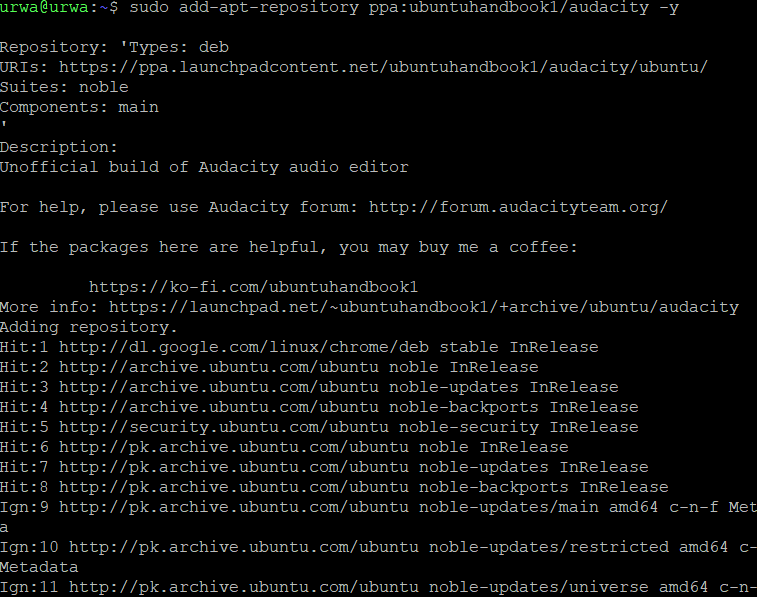 urwa@urwa:~$ sudo add-apt-repository ppa:ubuntuhandbook1/audacity -y
Repository: 'Types: deb
URIs: https://ppa.launchpadcontent.net/ubuntuhandbook1/audacity/ubuntu/
Suites: noble
Components: main
'
Description:
Unofficial build of Audacity audio editor
For help, please use Audacity forum: http://forum.audacityteam.org/
If the packages here are helpful, you may buy me a coffee:
https://ko-fi.com/ubuntuhandbook1
More info: https://launchpad.net/~ubuntuhandbook1/+archive/ubuntu/audacity
Adding repository.
Hit:1 http://dl.google.com/linux/chrome/deb stable InRelease
Hit:2 http://archive.ubuntu.com/ubuntu noble InRelease
Hit:3 http://archive.ubuntu.com/ubuntu noble-updates InRelease
Hit:4 http://archive.ubuntu.com/ubuntu noble-backports InRelease
Hit:5 http://security.ubuntu.com/ubuntu noble-security InRelease
Hit:6 http://pk.archive.ubuntu.com/ubuntu noble InRelease
Hit:7 http://pk.archive.ubuntu.com/ubuntu noble-updates InRelease
Hit:8 http://pk.archive.ubuntu.com/ubuntu noble-backports InRelease
Ign:9 http://pk.archive.ubuntu.com/ubuntu noble-updates/main amd64 c-n-f Met
a
Ign:10 http://pk.archive.ubuntu.com/ubuntu noble-updates/restricted amd64 c-
Metadata
Ign:11 http://pk.archive.ubuntu.com/ubuntu noble-updates/universe amd64 c-n-